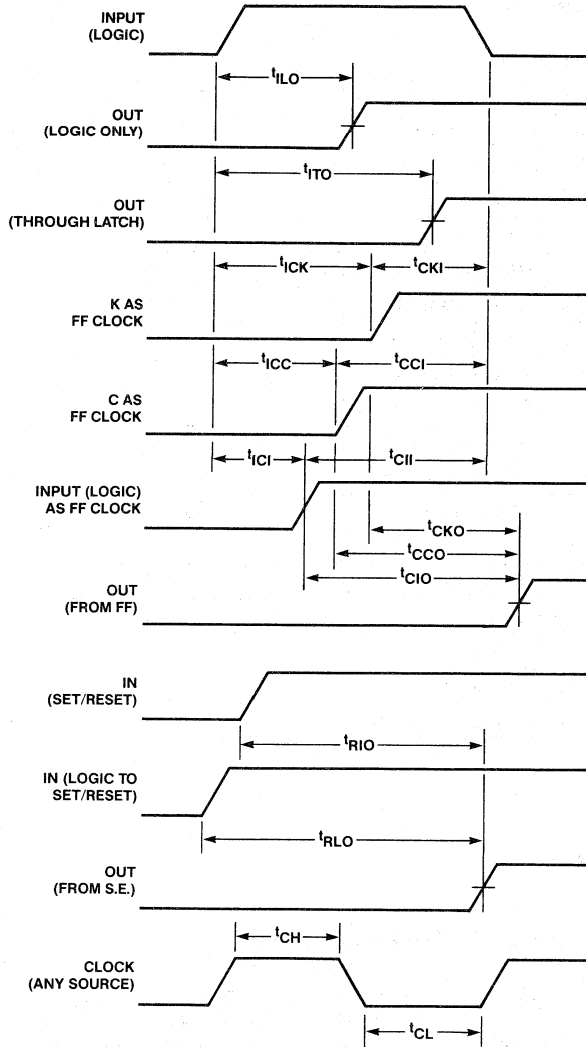 INPUT
(LOGIC)
tILO
OUT
(LOGIC ONLY)
tITO
OUT
(THROUGH LATCH)
tICK
tCKI
K AS
FF CLOCK
tICC
tCCI
C AS
FF CLOCK
tICI
tCII
INPUT (LOGIC)
AS FF CLOCK
tCKO
tCCO
tCIO
OUT
(FROM FF)
IN
(SET/RESET)
tRIO
IN (LOGIC TO
SET/RESET)
tRLO
OUT
(FROM S.E.)
tCH
CLOCK
(ANY SOURCE)
tCL